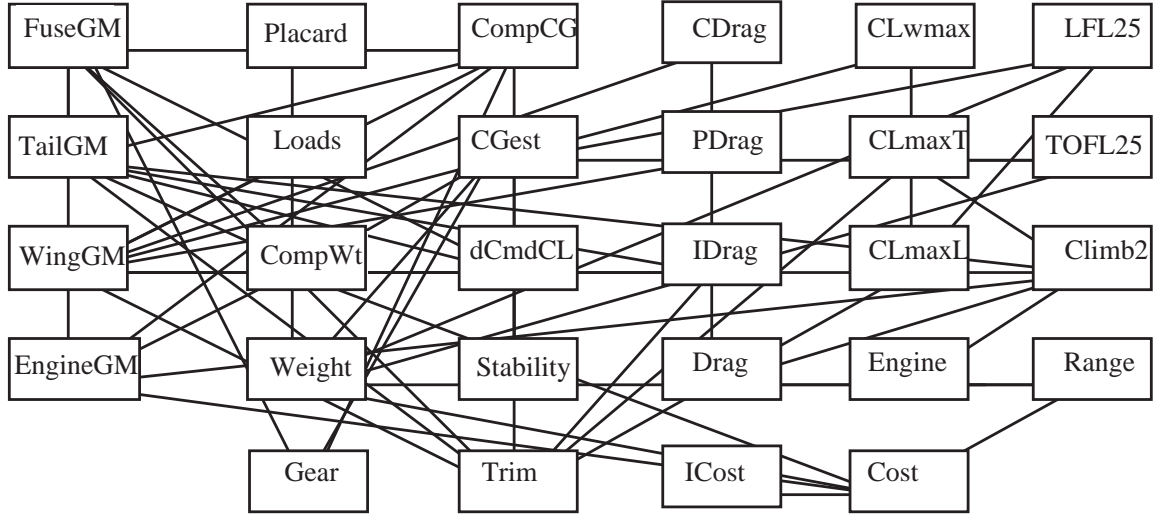 FuseGM
Placard
CompCG
CDrag
CLwmax
LFL25
TailGM
Loads
CGest
PDrag
CLmaxT
TOFL25
WingGM
CompWt
dCmdCL
IDrag
CLmaxL
Climb2
EngineGM
Weight
Stability
Drag
Engine
Range
Gear
Trim
ICost
Cost